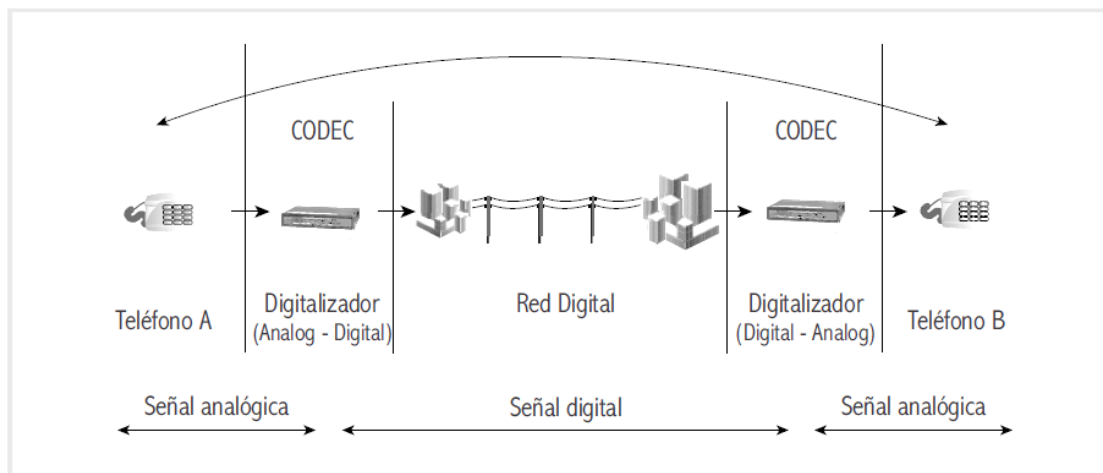 CODEC
CODEC
Teléfono A
Digitalizador
(Analog - Digital)
Red Digital
Digitalizador
(Digital - Analog)
Teléfono B
Señal analógica
Señal digital
Señal analógica